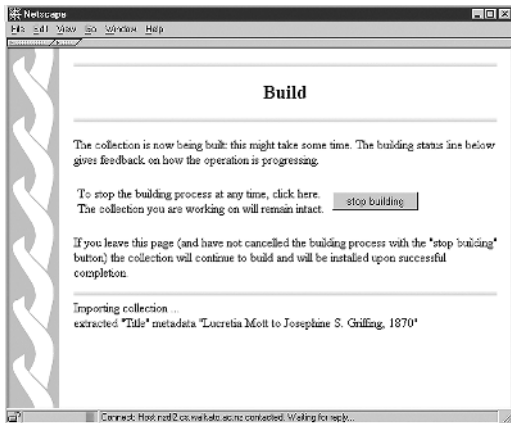 Netscape
File Edit View Go Window Help
Build
The collection is now being built: this might take some time. The building status line below
gives feedback on how the operation is progressing.
To stop the building process at any time, click here.
The collection you are working on will remain intact.
stop building
If you leave this page (and have not cancelled the building process with the "stop building"
button) the collection will continue to build and will be installed upon successful
completion.
Importing collection ...
extracted "Title" metadata "Lucretia Mott to Josephine S. Griffing, 1870"
Connect: Host nzdl2.cs.waikato.ac.nz contacted. Waiting for reply...